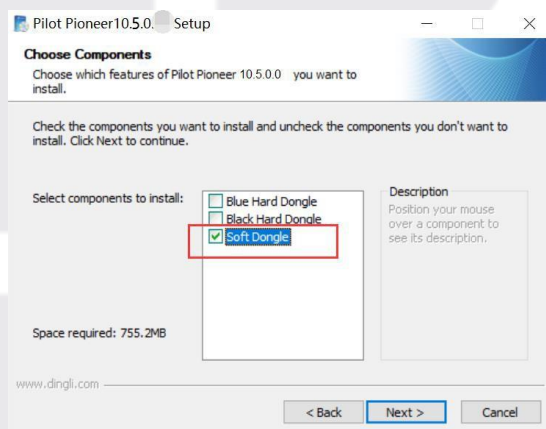 Pilot Pioneer10.5.0. Setup
Choose Components
Choose which features of Pilot Pioneer 10.5.0.0 you want to
install.
Check the components you want to install and uncheck the components you don't want to
install. Click Next to continue.
Select components to install:
Blue Hard Dongle
Black Hard Dongle
Soft Dongle
Description
Position your mouse
over a component to
see its description.
Space required: 755.2MB
www.dingli.com
< Back
Next >
Cancel